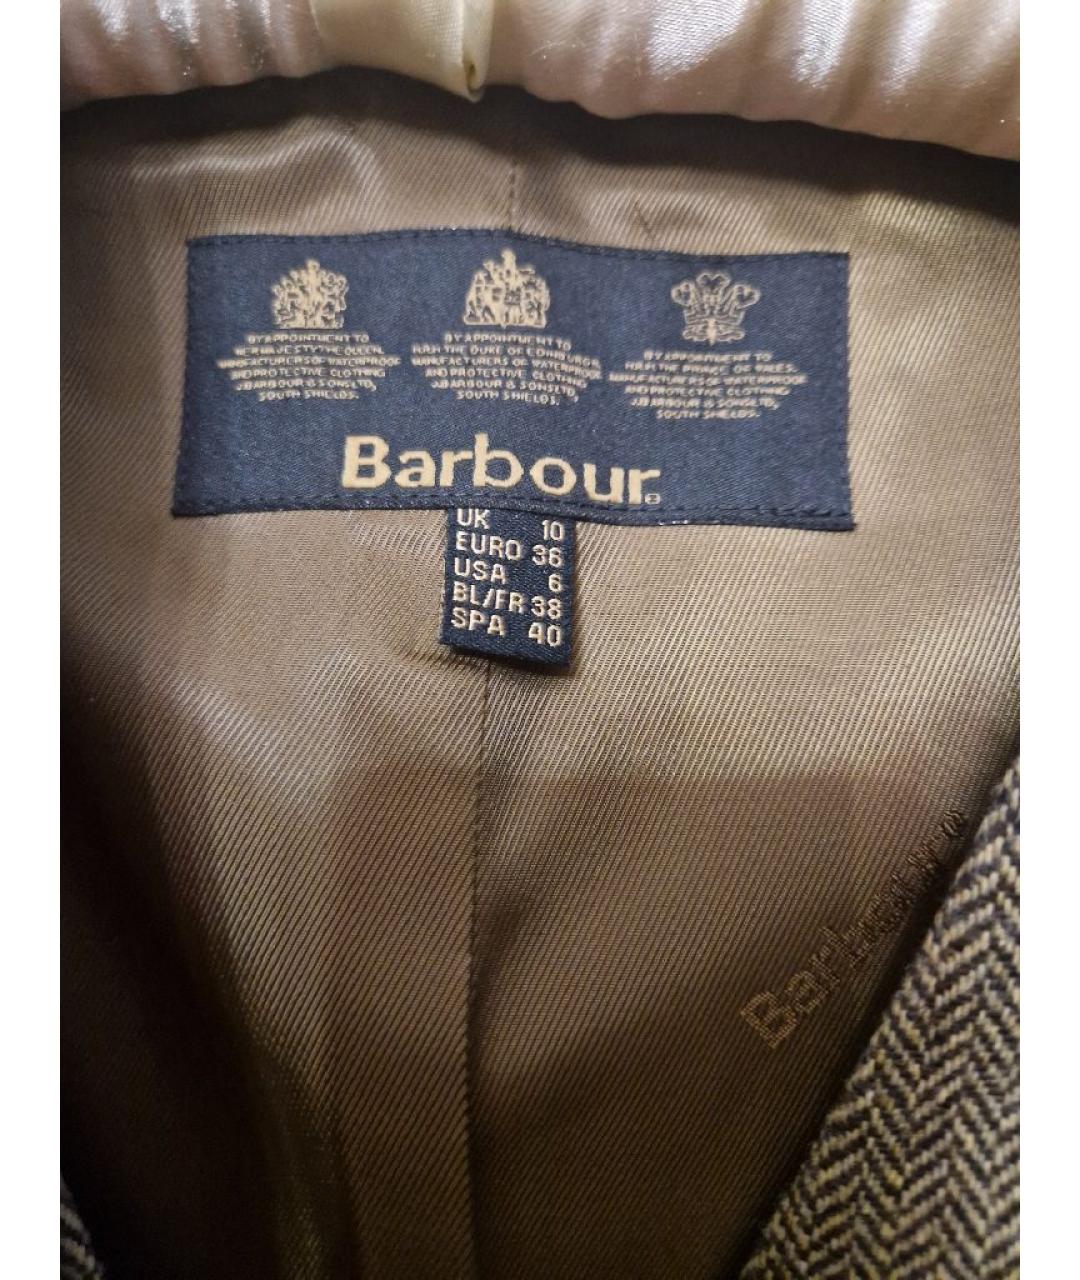 BY APPOINTMENT TO
HER MAJESTY THE QUEEN,
MANUFACTURERS OF WATERPROOF
AND PROTECTIVE CLOTHING
J.BARBOUR & SONS LTD,
SOUTH SHIELDS.
BY APPOINTMENT TO
H.R.H. THE DUKE OF EDINBURGH
MANUFACTURERS OF WATERPROOF
AND PROTECTIVE CLOTHING
J.BARBOUR & SONS LTD,
SOUTH SHIELDS.
BY APPOINTMENT TO
H.R.H. THE PRINCE OF WALES,
MANUFACTURERS OF WATERPROOF
AND PROTECTIVE CLOTHING
J.BARBOUR & SONS LTD,
SOUTH SHIELDS.
Barbour®
UK 10
EURO 36
USA 6
BL/FR 38
SPA 40
Barbour®